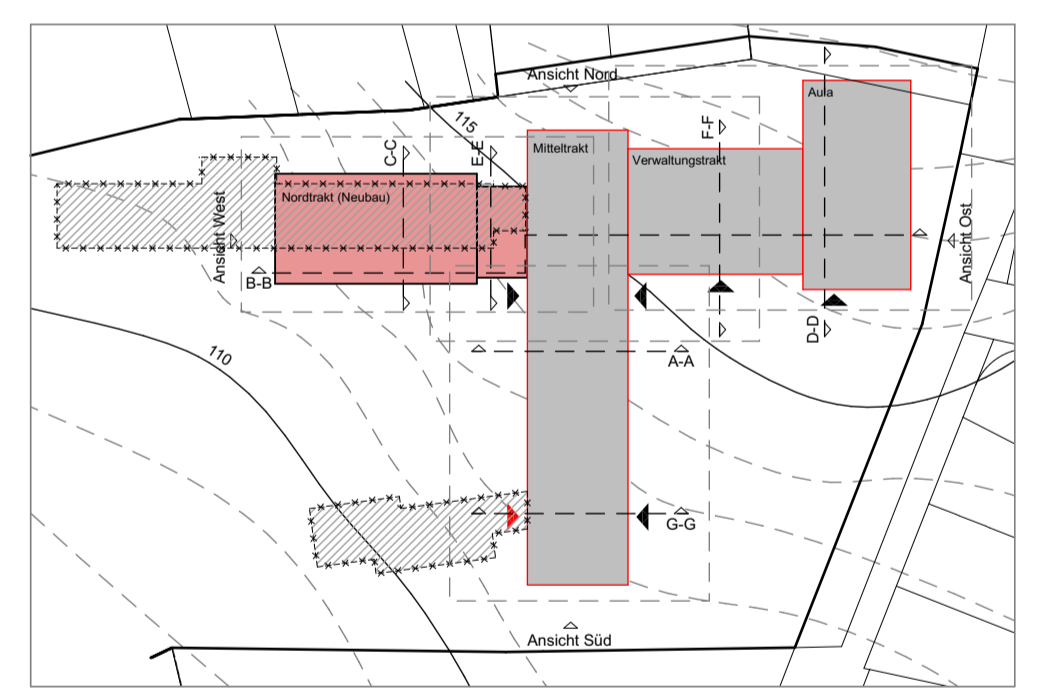 Ansicht Nord
Aula
115
C-C
E-E
F-F
Mitteltrakt
Verwaltungstrakt
Nordtrakt (Neubau)
Ansicht West
Ansicht Ost
B-B
D-D
110
A-A
G-G
Ansicht Süd